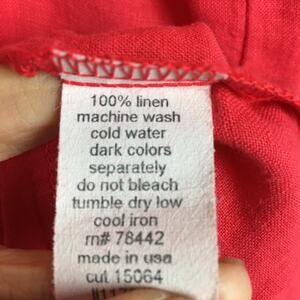 100% linen
machine wash
cold water
dark colors
separately
do not bleach
tumble dry low
cool iron
rn# 78442
made in usa
cut 15064